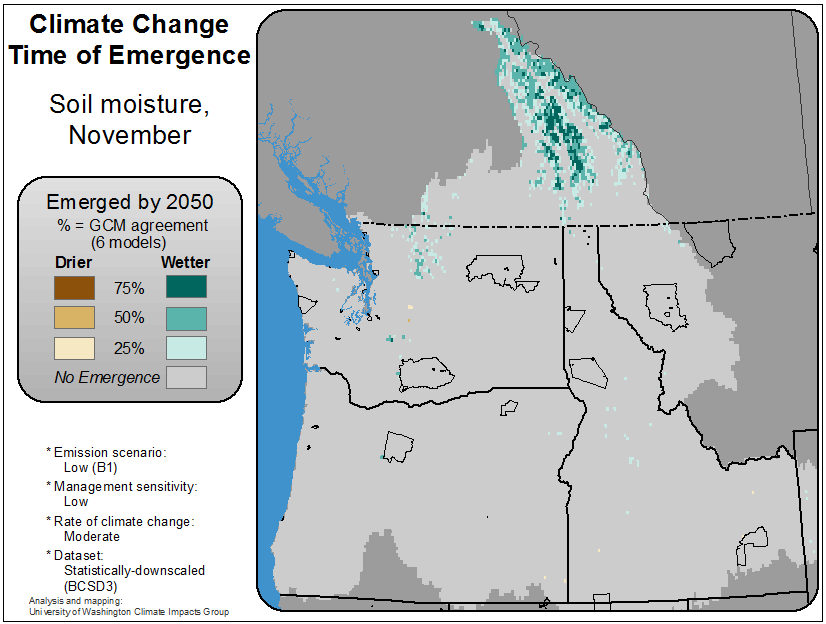 Climate Change
Time of Emergence
Soil moisture,
November
Emerged by 2050
% = GCM agreement
(6 models)
Drier Wetter
75%
50%
25%
No Emergence
* Emission scenario:
Low (B1)
* Management sensitivity:
Low
* Rate of climate change:
Moderate
* Dataset:
Statistically-downscaled
(BCSD3)
Analysis and mapping:
University of Washington Climate Impacts Group